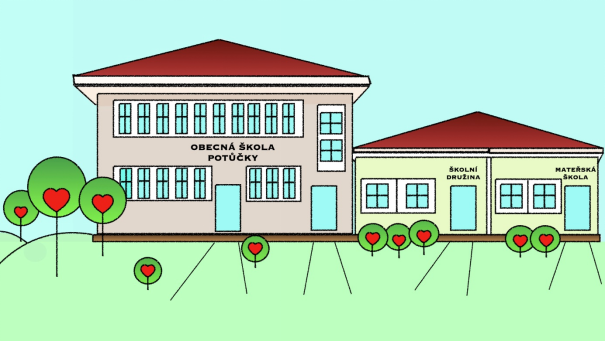 OBECNÁ ŠKOLA
POTŮČKY
ŠKOLNÍ
DRUŽINA
MATEŘSKÁ
ŠKOLA